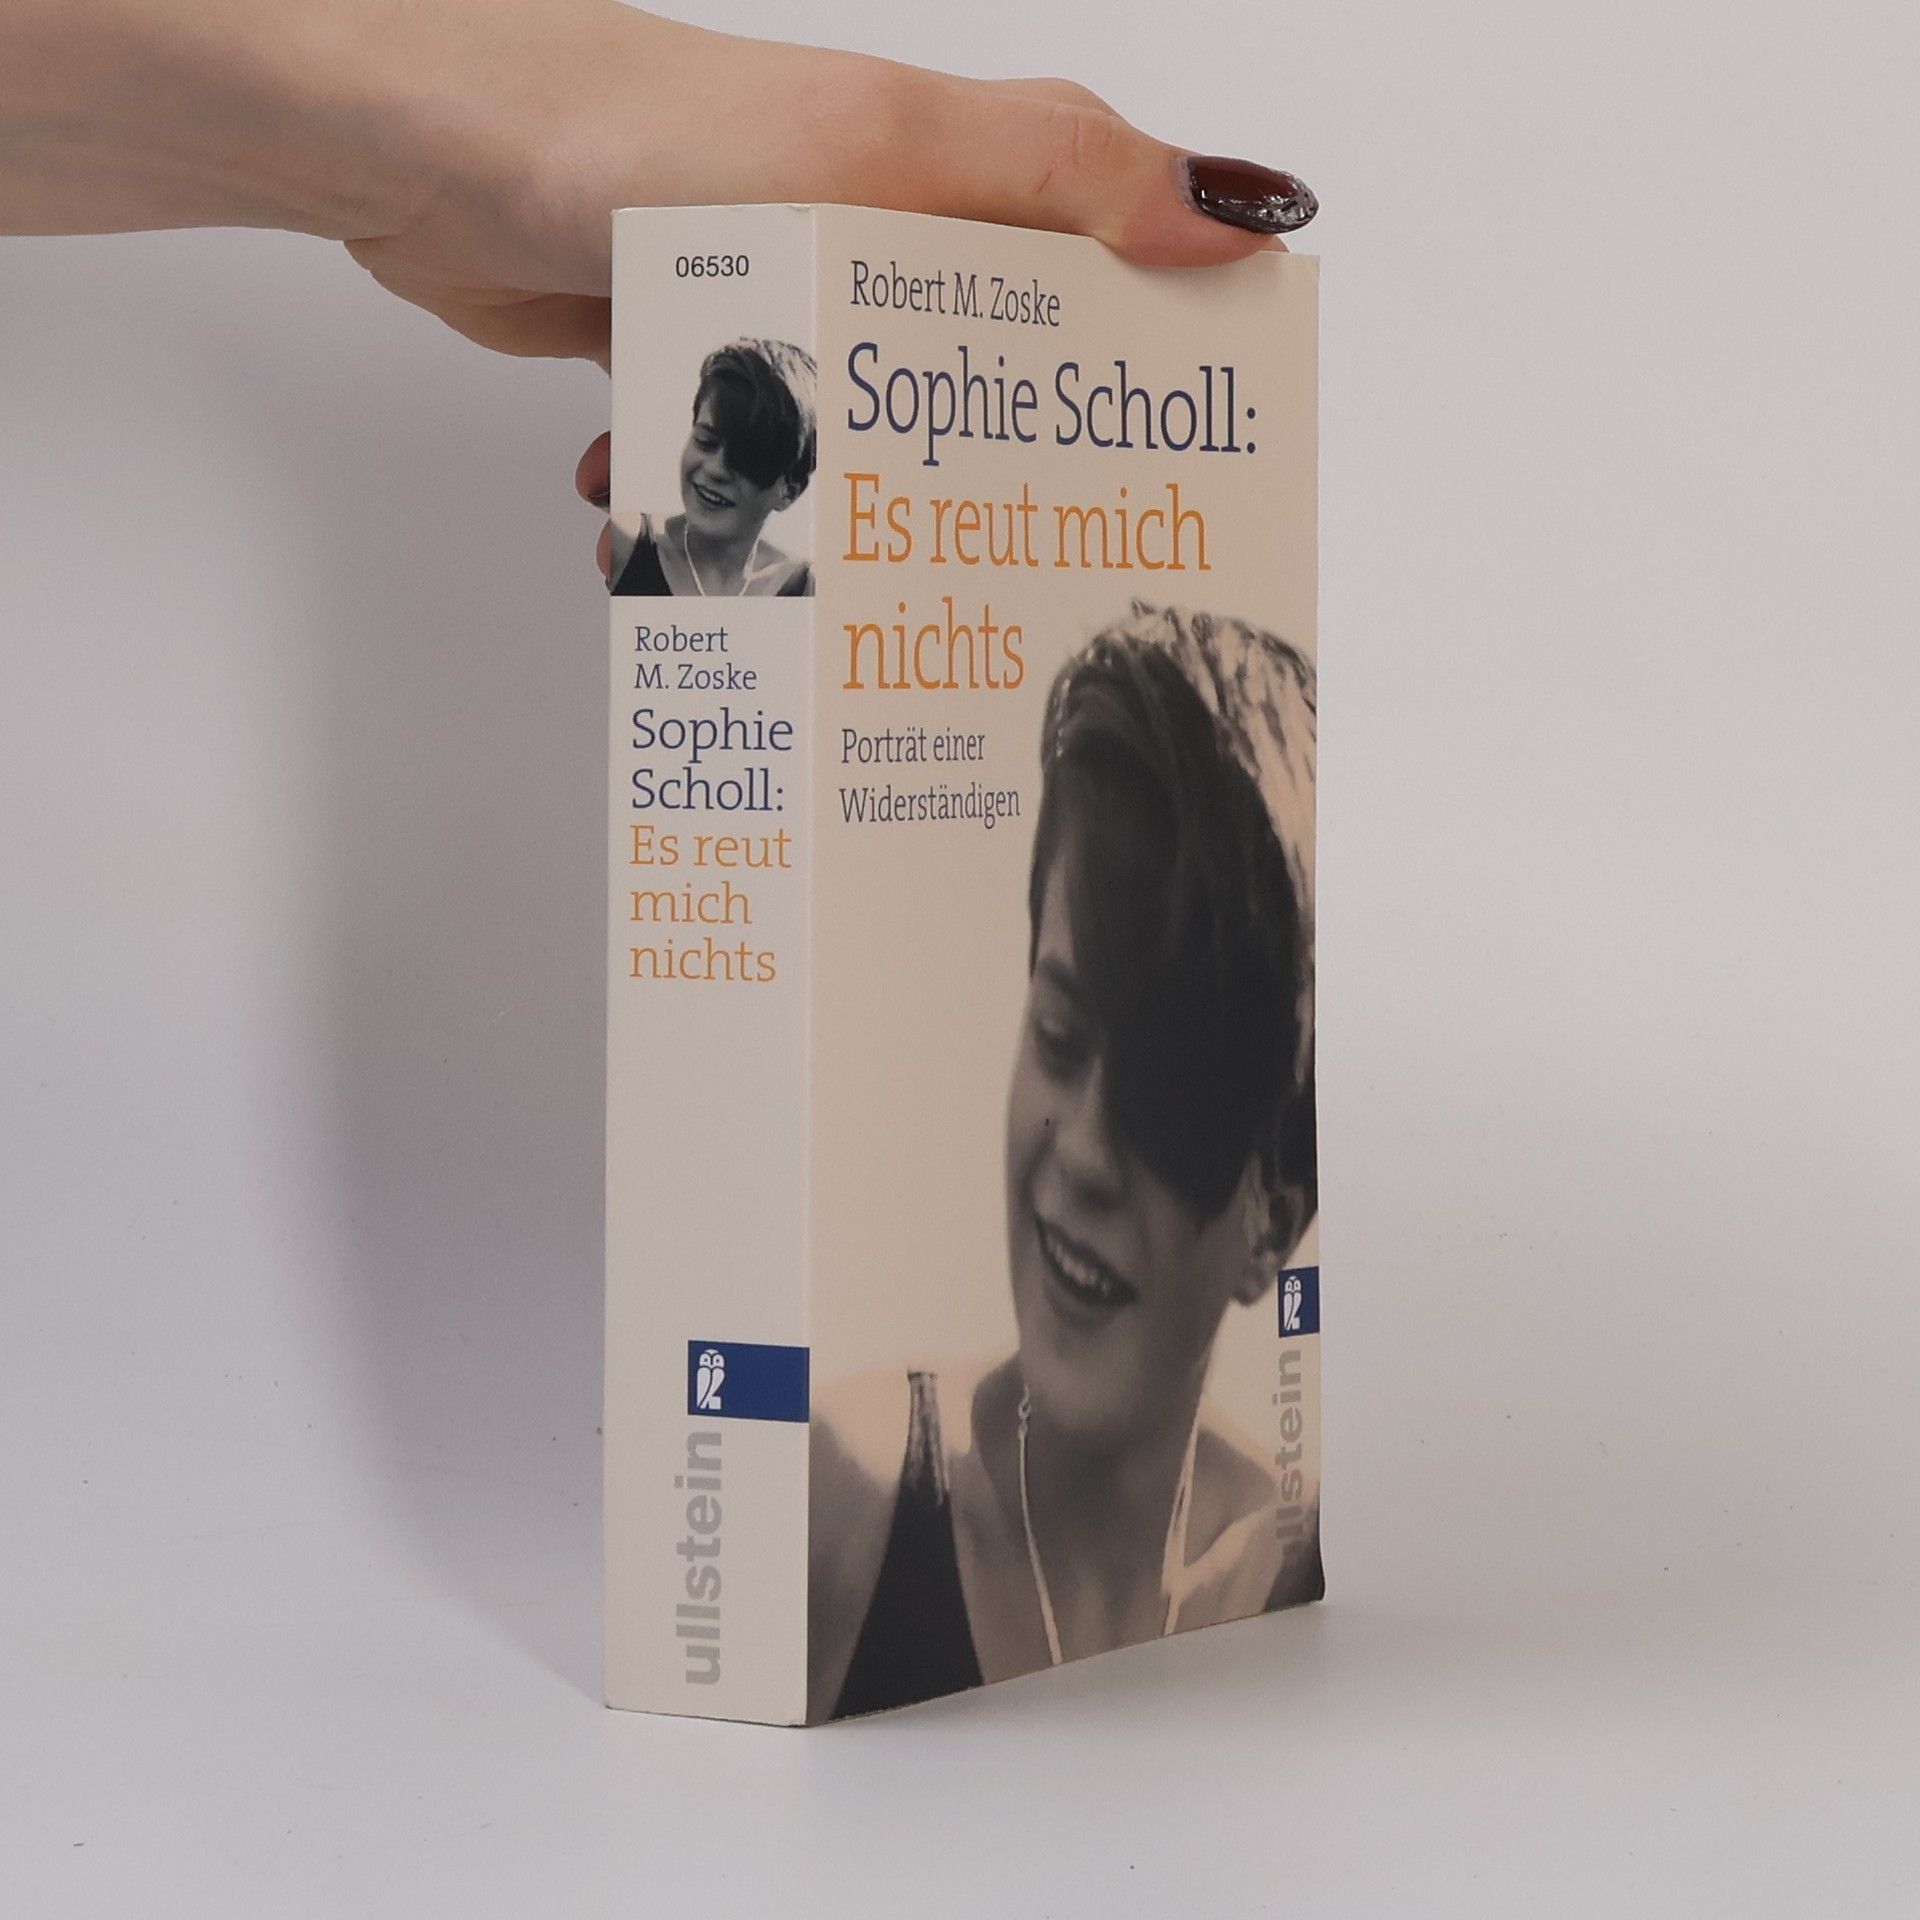 06530
Robert
M. Zoske
Sophie
Scholl:
Es reut
mich
nichts
ullstein
Robert M. Zoske
Sophie Scholl:
Es reut mich
nichts
Porträt einer
Widerständigen
ullstein